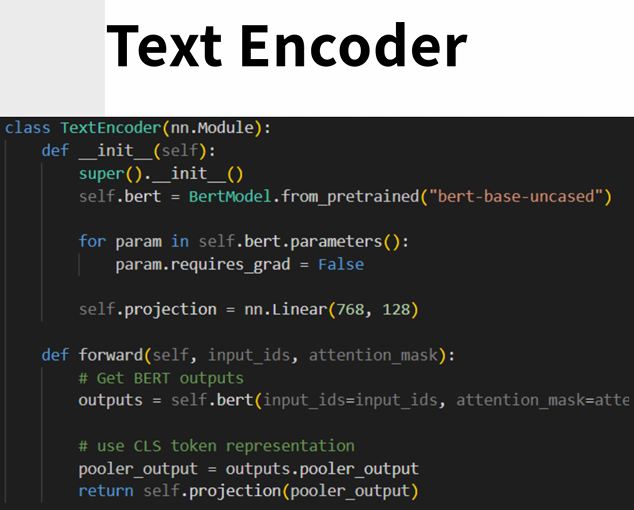 Text Encoder
class TextEncoder(nn.Module):
def __init__(self):
super().__init__()
self.bert = BertModel.from_pretrained("bert-base-uncased")
for param in self.bert.parameters():
param.requires_grad = False
self.projection = nn.Linear(768, 128)
def forward(self, input_ids, attention_mask):
# Get BERT outputs
outputs = self.bert(input_ids=input_ids, attention_mask=atte
# use CLS token representation
pooler_output = outputs.pooler_output
return self.projection(pooler_output)